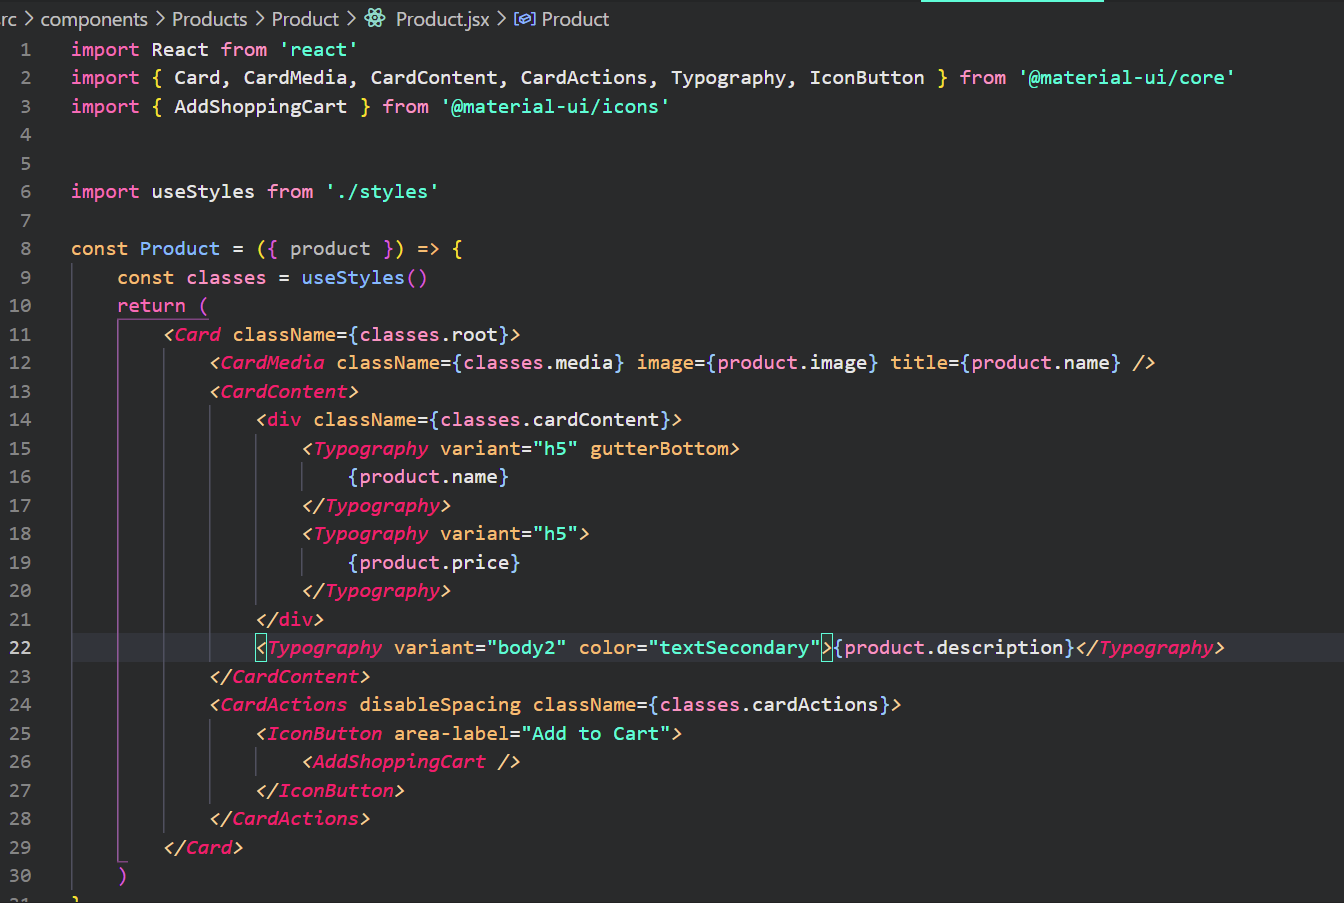 rc > components > Products > Product > Product.jsx > Product
1 import React from 'react'
2 import { Card, CardMedia, CardContent, CardActions, Typography, IconButton } from '@material-ui/core'
3 import { AddShoppingCart } from '@material-ui/icons'
4
5
6 import useStyles from './styles'
7
8 const Product = ({ product }) => {
9     const classes = useStyles()
10     return (
11         <Card className={classes.root}>
12             <CardMedia className={classes.media} image={product.image} title={product.name} />
13             <CardContent>
14                 <div className={classes.cardContent}>
15                     <Typography variant="h5" gutterBottom>
16                         {product.name}
17                     </Typography>
18                     <Typography variant="h5">
19                         {product.price}
20                     </Typography>
21                 </div>
22                 <Typography variant="body2" color="textSecondary">{product.description}</Typography>
23             </CardContent>
24             <CardActions disableSpacing className={classes.cardActions}>
25                 <IconButton area-label="Add to Cart">
26                     <AddShoppingCart />
27                 </IconButton>
28             </CardActions>
29         </Card>
30     )
31 }